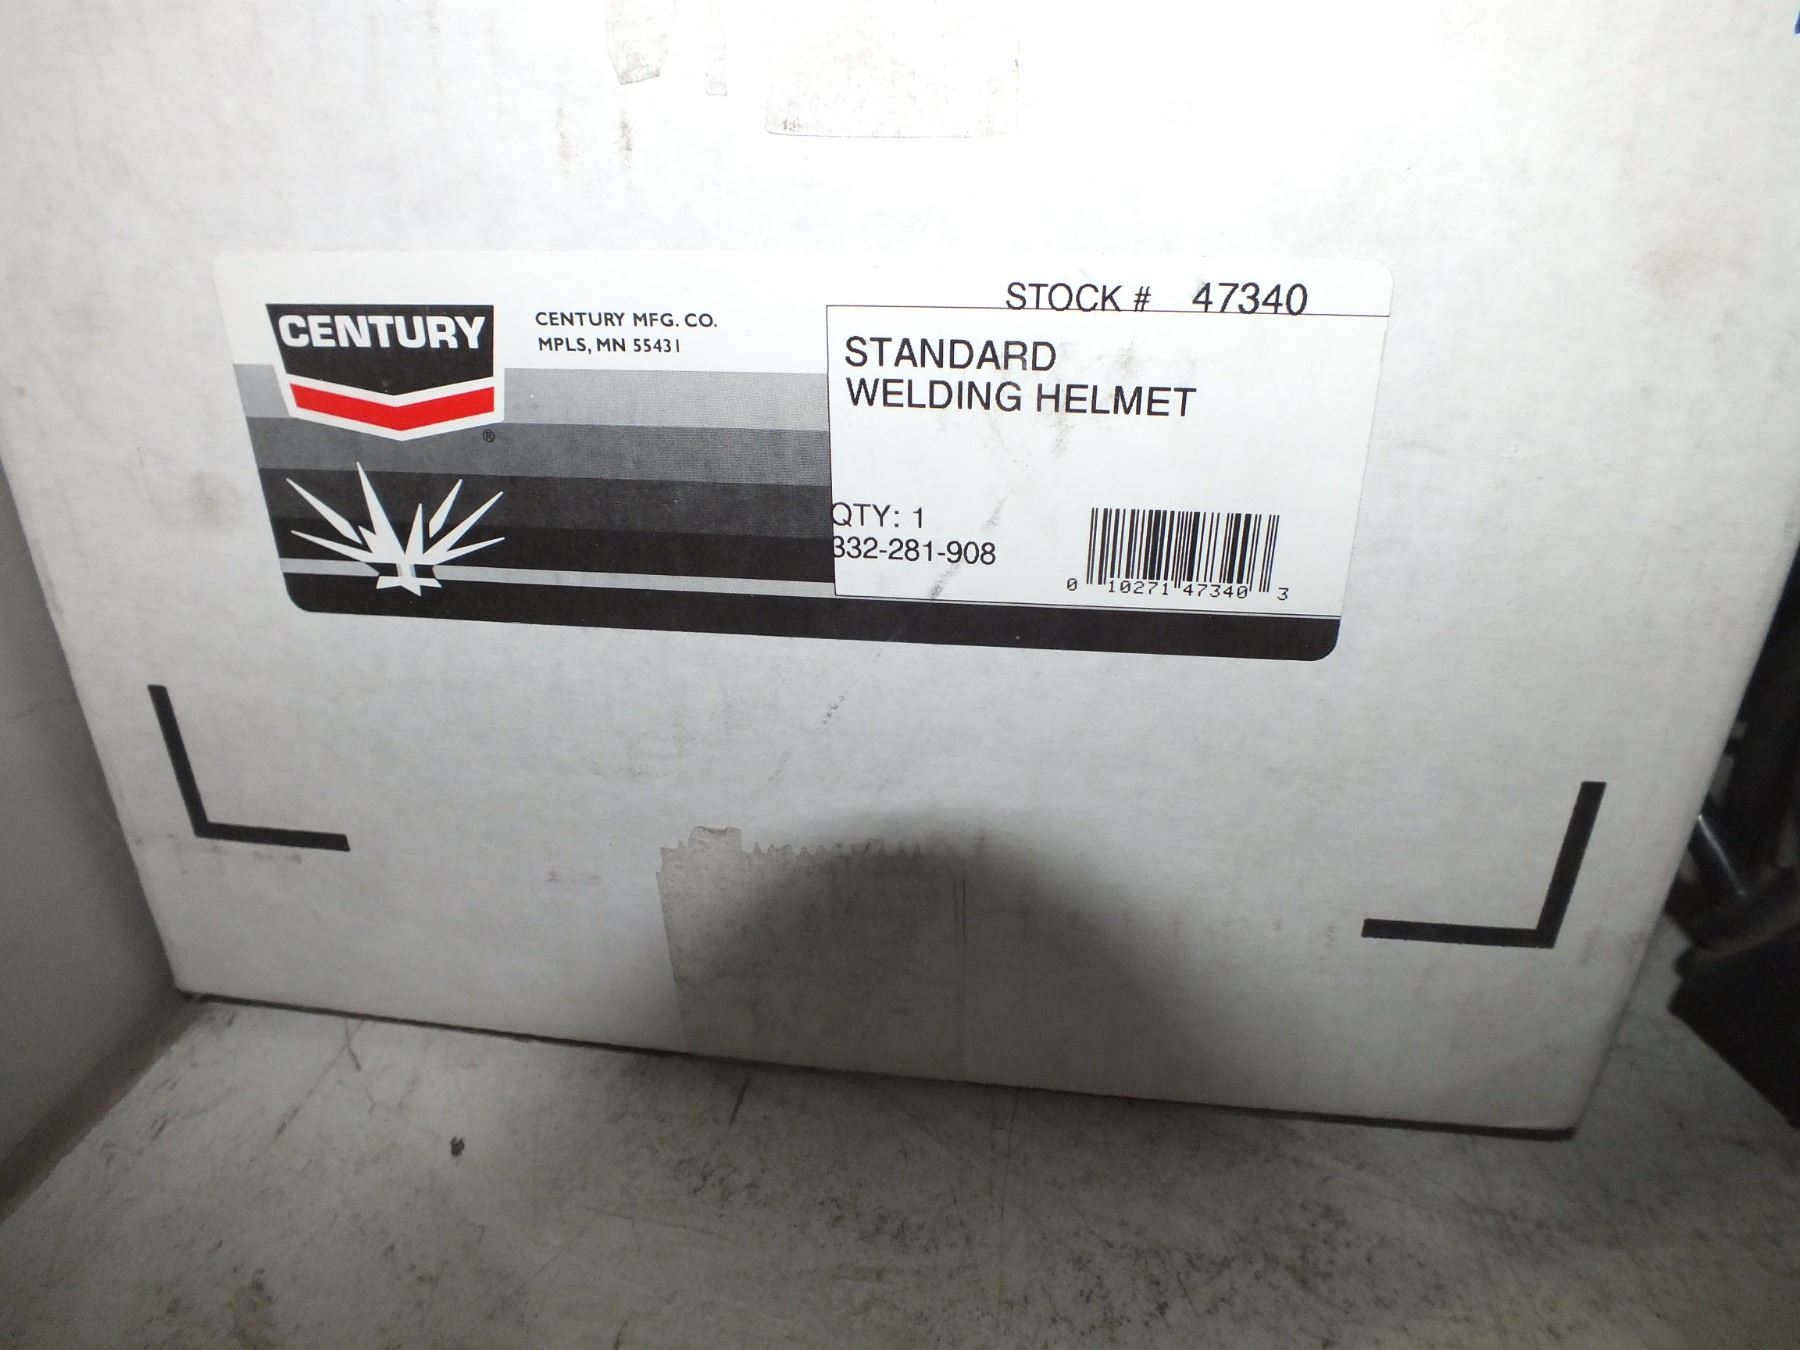 STOCK # 47340
CENTURY
®
CENTURY MFG. CO.
MPLS, MN 55431
STANDARD
WELDING HELMET
QTY: 1
332-281-908
0 10271 47340 3